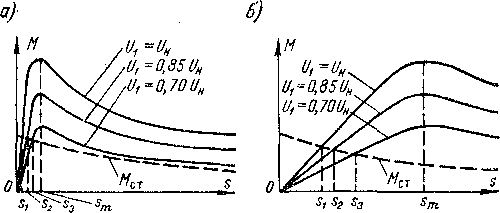 а)
M
U₁ = Uн
U₁ = 0,85 Uн
U₁ = 0,70 Uн
Mст
0
s₁ s₂ s₃ sm
s
б)
M
U₁ = Uн
U₁ = 0,85 Uн
U₁ = 0,70 Uн
Mст
0
s₁ s₂ s₃ sm
s